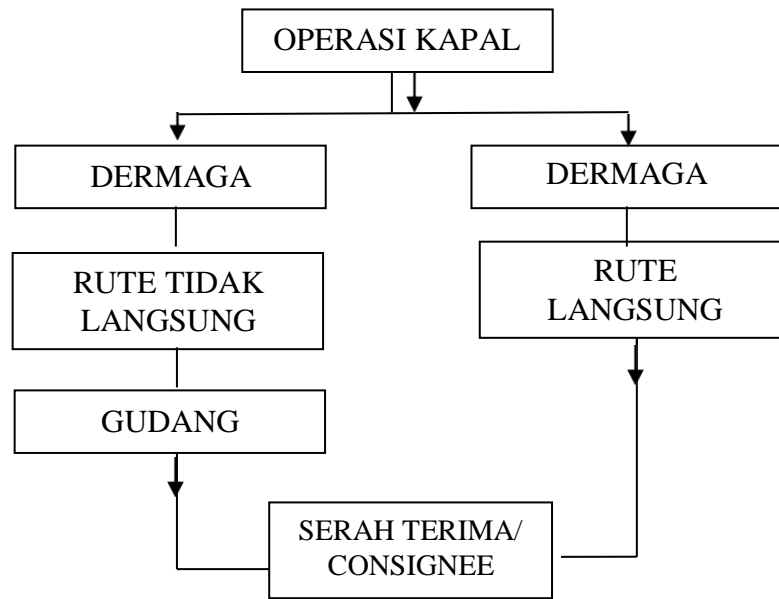 OPERASI KAPAL
DERMAGA
DERMAGA
RUTE TIDAK
LANGSUNG
RUTE
LANGSUNG
GUDANG
SERAH TERIMA/
CONSIGNEE